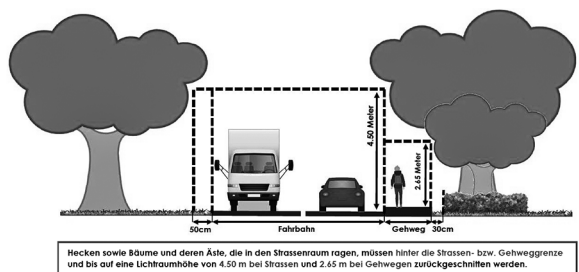 4.50 Meter
2.65 Meter
50cm
Fahrbahn
Gehweg
30cm
Hecken sowie Bäume und deren Äste, die in den Strassenraum ragen, müssen hinter die Strassen- bzw. Gehweggrenze
und bis auf eine Lichtraumhöhe von 4.50 m bei Strassen und 2.65 m bei Gehwegen zurückgeschnitten werden.